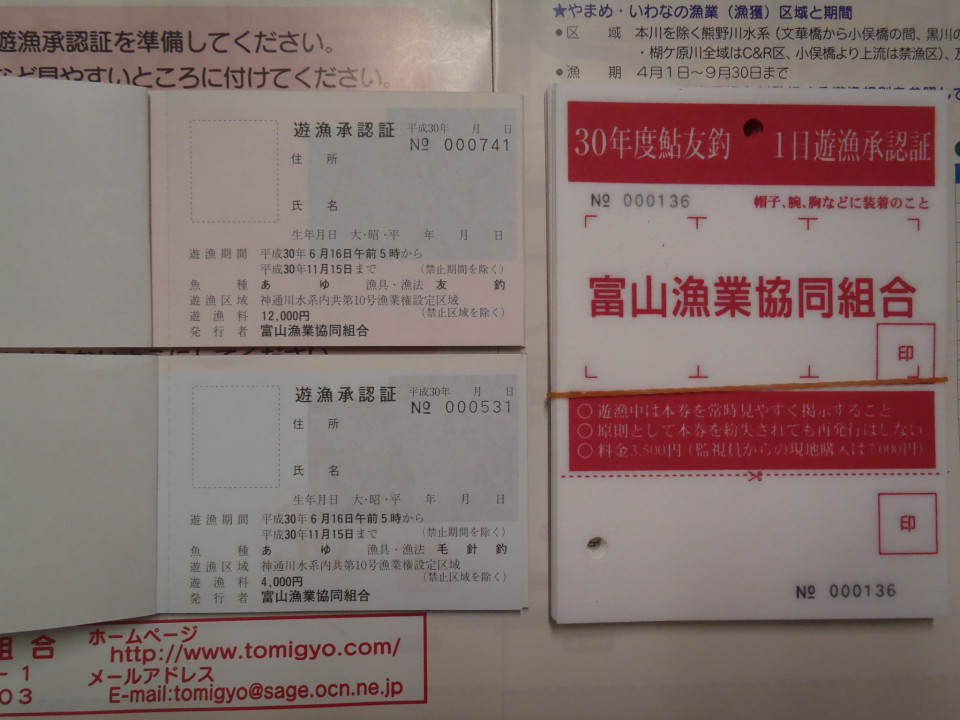 遊漁承認証を準備してください。
など見やすいところに付けてください。
★やまめ・いわなの漁業（漁獲）区域と期間
●区　域　本川を除く熊野川水系（文華橋から小俣橋の間、黒川の
・楜ケ原川全域はC&R区、小俣橋より上流は禁漁区）、及
●漁　期　4月1日〜9月30日まで
遊漁承認証　平成30年　月　日
№ 000741
住　所
氏　名
生年月日　大・昭・平　年　月　日
遊漁期間　平成30年6月16日午前5時から
平成30年11月15日まで　（禁止期間を除く）
魚　種　あ　ゆ　漁具・漁法　友　釣
遊漁区域　神通川水系内共第10号漁業権設定区域
（禁止区域を除く）
遊漁料　12,000円
発行者　富山漁業協同組合
遊漁承認証　平成30年　月　日
№ 000531
住　所
氏　名
生年月日　大・昭・平　年　月　日
遊漁期間　平成30年6月16日午前5時から
平成30年11月15日まで　（禁止期間を除く）
魚　種　あ　ゆ　漁具・漁法　毛　針　釣
遊漁区域　神通川水系内共第10号漁業権設定区域
（禁止区域を除く）
遊漁料　4,000円
発行者　富山漁業協同組合
30年度鮎友釣　1日遊漁承認証
№ 000136　帽子、腕、胸などに装着のこと
富山漁業協同組合
印
○遊漁中は本券を常時見やすく掲示すること
○原則として本券を紛失されても再発行はしない
○料金3,500円（監視員からの現地購入は7,000円）
印
№ 000136
組合　ホームページ
http://www.tomigyo.com/
－1　メールアドレス
03　E-mail:tomigyo@sage.ocn.ne.jp